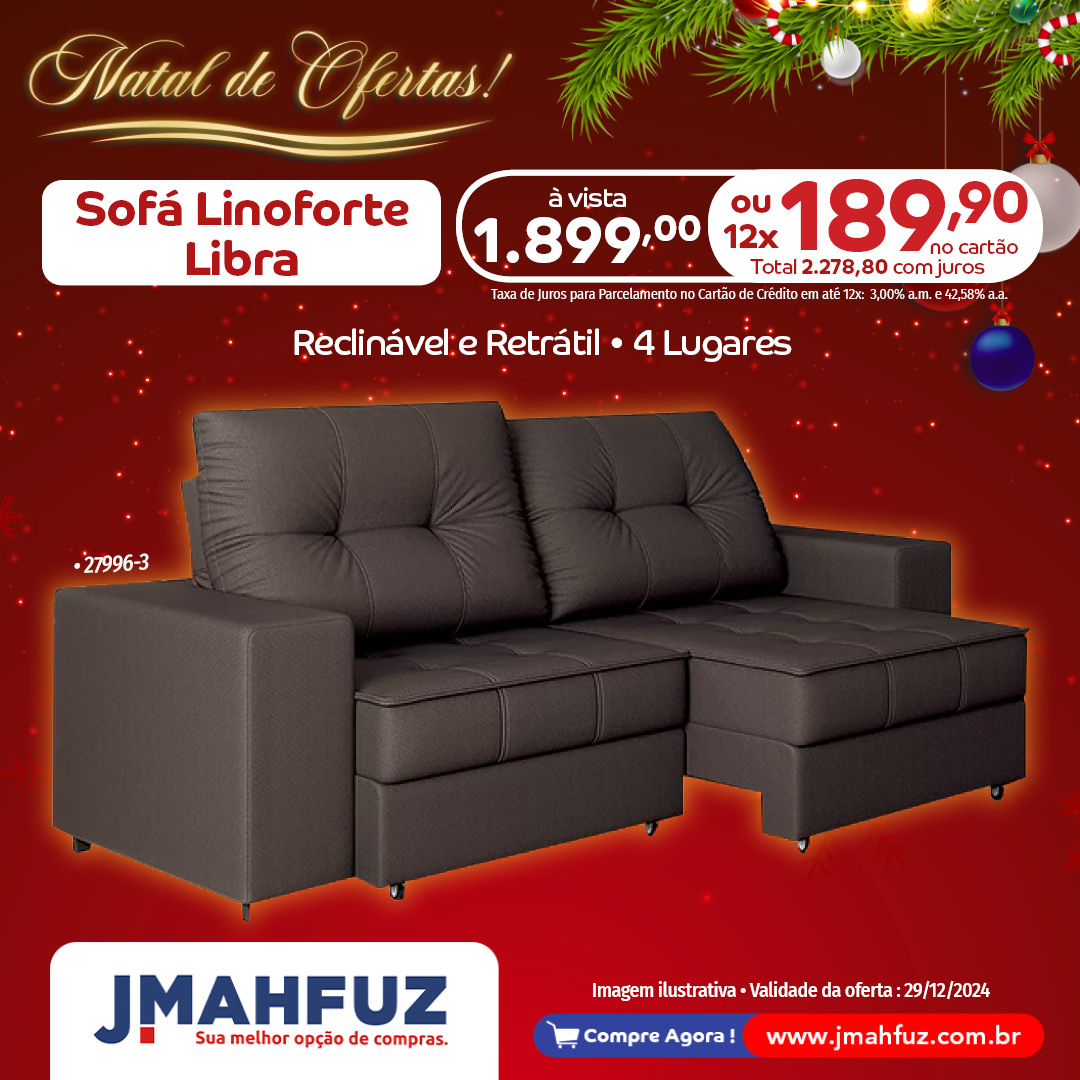 Natal de Ofertas!
Sofá Linoforte
Libra
à vista
1.899,00
ou
12x 189,90
no cartão
Total 2.278,80 com juros
Taxa de Juros para Parcelamento no Cartão de Crédito em até 12x: 3,00% a.m. e 42,58% a.a.
Reclinável e Retrátil • 4 Lugares
• 27996-3
JMAHFUZ
Sua melhor opção de compras.
Imagem ilustrativa • Validade da oferta : 29/12/2024
Compre Agora !
www.jmahfuz.com.br